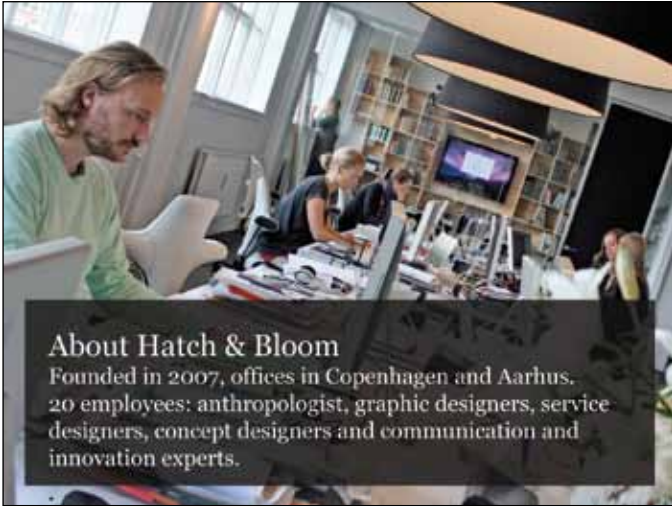 About Hatch & Bloom
Founded in 2007, offices in Copenhagen and Aarhus.
20 employees: anthropologist, graphic designers, service
designers, concept designers and communication and
innovation experts.